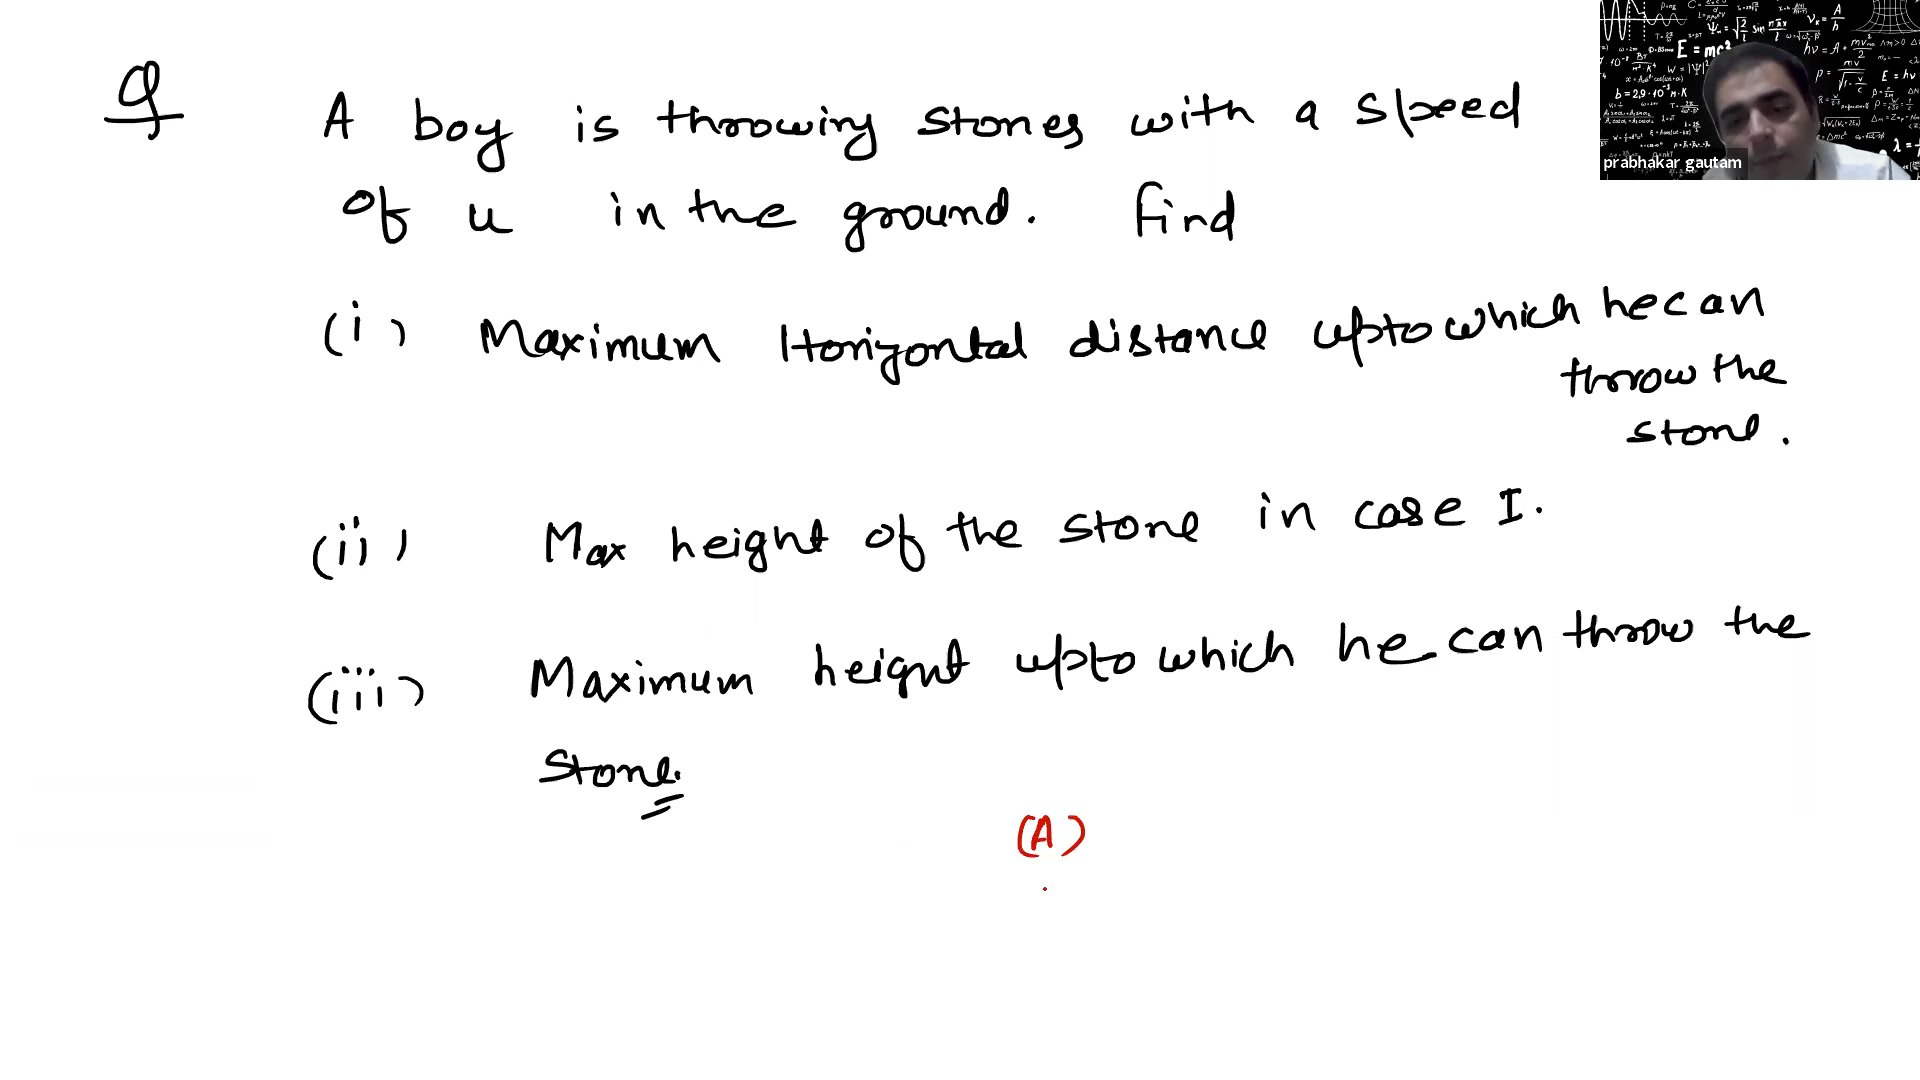 Q A boy is throwing stones with a speed
of u in the ground. Find
(i) Maximum Horizontal distance upto which he can
throw the
stone.
(ii) Max height of the stone in case I.
(iii) Maximum height upto which he can throw the
stone.
(A)
prabhakar gautam
E = mc²